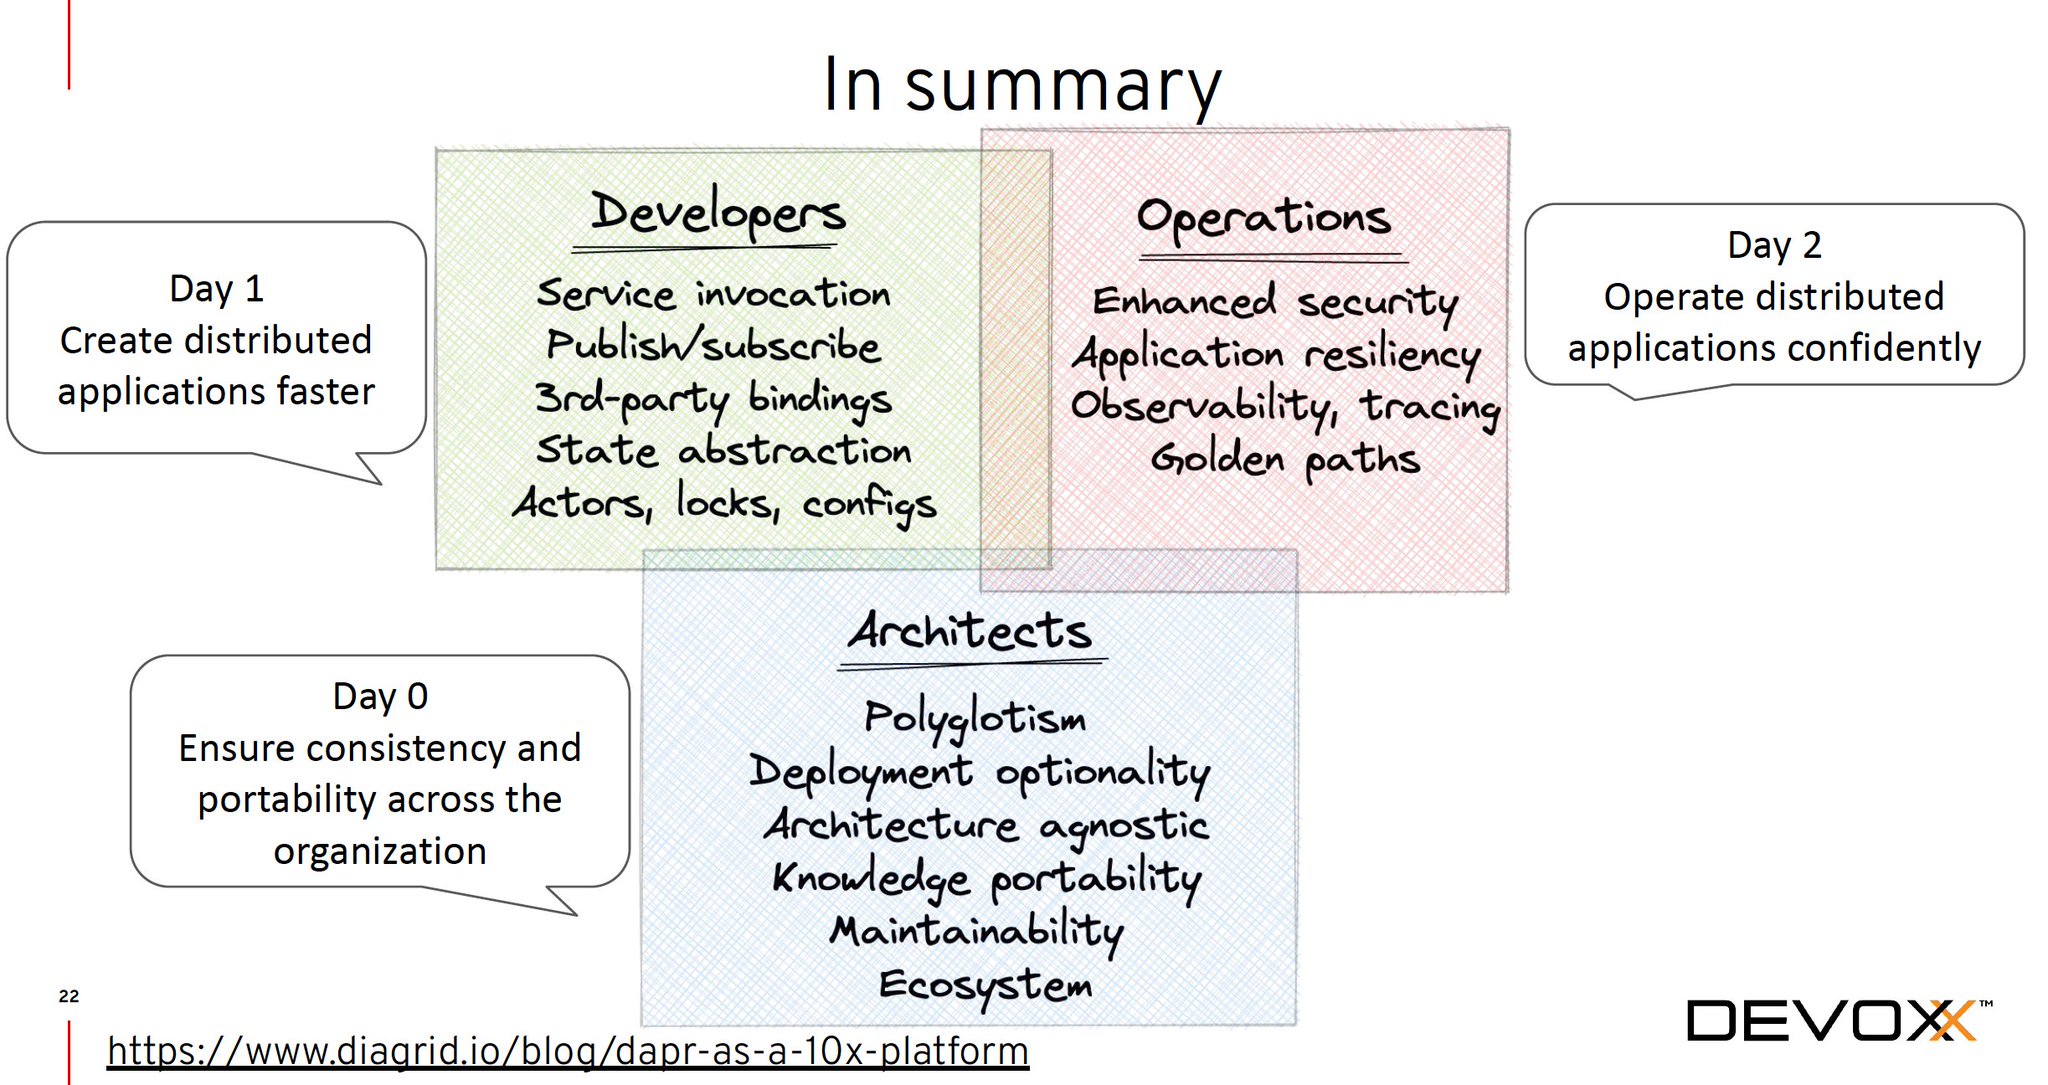 In summary
Day 1
Create distributed
applications faster
Developers
Service invocation
Publish/subscribe
3rd-party bindings
State abstraction
Actors, locks, configs
Operations
Enhanced security
Application resiliency
Observability, tracing
Golden paths
Day 2
Operate distributed
applications confidently
Day 0
Ensure consistency and
portability across the
organization
Architects
Polyglotism
Deployment optionality
Architecture agnostic
Knowledge portability
Maintainability
Ecosystem
22
https://www.diagrid.io/blog/dapr-as-a-10x-platform
DEVOXX™